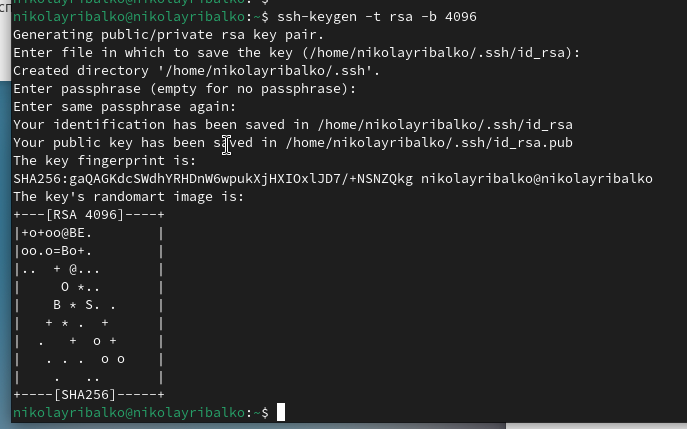 nikolayribalko@nikolayribalko:~$ ssh-keygen -t rsa -b 4096
Generating public/private rsa key pair.
Enter file in which to save the key (/home/nikolayribalko/.ssh/id_rsa):
Created directory '/home/nikolayribalko/.ssh'.
Enter passphrase (empty for no passphrase):
Enter same passphrase again:
Your identification has been saved in /home/nikolayribalko/.ssh/id_rsa
Your public key has been saved in /home/nikolayribalko/.ssh/id_rsa.pub
The key fingerprint is:
SHA256:gaQAGKdcSWdhYRHDnW6wpukXjHXIOxlJD7/+NSNZQkg nikolayribalko@nikolayribalko
The key's randomart image is:
+---[RSA 4096]----+
|+o+oo@BE.        |
|oo.o=Bo+.        |
|..  + @...       |
|     O *..       |
|    B * S. .     |
|   + * .  +      |
|  .   +  o +     |
|   . . .  o o    |
|    .   ..       |
+----[SHA256]-----+
nikolayribalko@nikolayribalko:~$